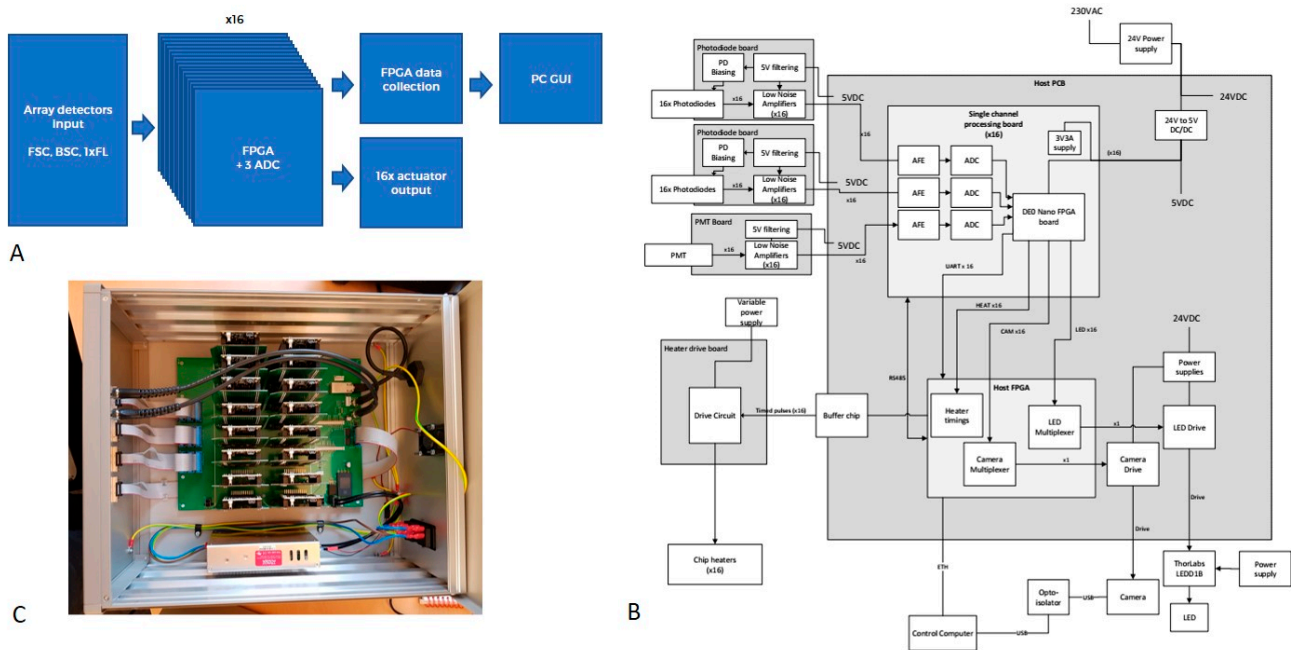 x16
Array detectors
input
FSC, BSC, 1xFL
FPGA
+ 3 ADC
FPGA data
collection
PC GUI
16x actuator
output
A
230VAC
24V Power
supply
Host PCB
24VDC
24V to 5V
DC/DC
5VDC
Photodiode board
PD
Biasing
5V filtering
16x Photodiodes
x16
Low Noise
Amplifiers
(x16)
5VDC
x16
Photodiode board
PD
Biasing
5V filtering
16x Photodiodes
x16
Low Noise
Amplifiers
(x16)
5VDC
x16
PMT Board
5V filtering
PMT
x16
Low Noise
Amplifiers
(x16)
5VDC
x16
Single channel
processing board
(x16)
3V3A
supply
(x16)
AFE
ADC
AFE
ADC
AFE
ADC
DE0 Nano FPGA
board
UART x 16
HEAT x16
CAM x16
LED x16
RS485
Variable
power
supply
Heater drive board
Drive Circuit
Timed pulses (x16)
Buffer chip
Chip heaters
(x16)
Host FPGA
Heater
timings
LED
Multiplexer
Camera
Multiplexer
x1
x1
24VDC
Power
supplies
LED Drive
Camera
Drive
Drive
Drive
ETH
ThorLabs
LEDD1B
Power
supply
LED
Camera
USB
Opto-
isolator
USB
Control Computer
B
C